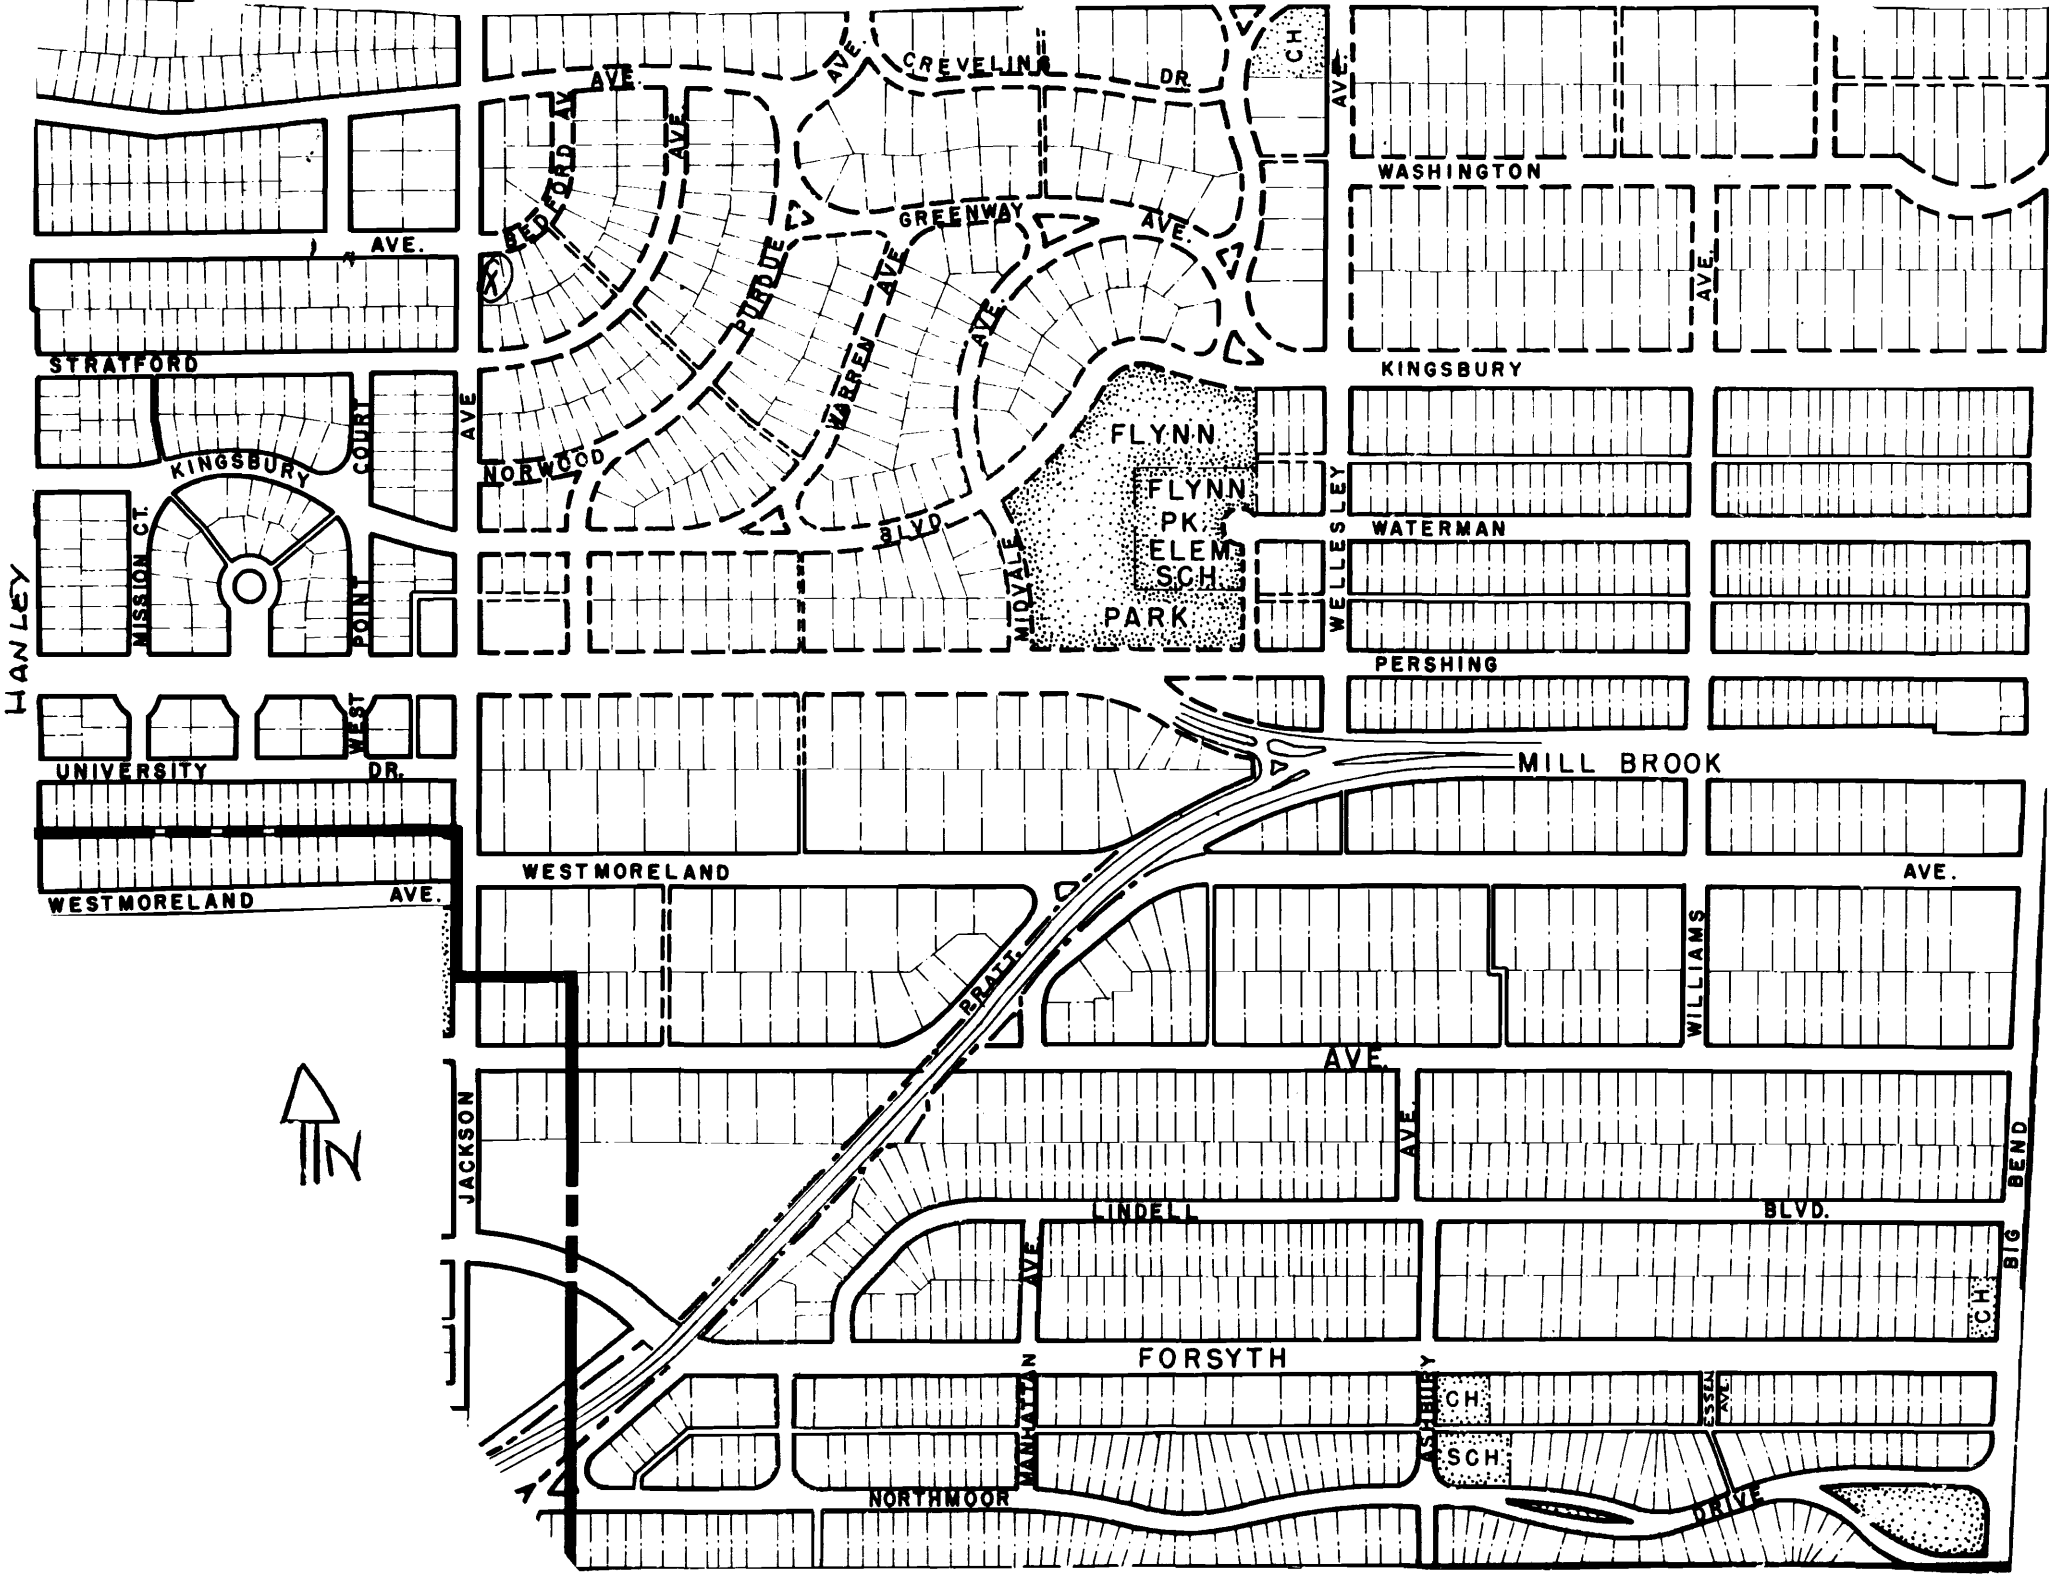 CREVELING
DR.
AVE.
AVE.
CH
AVE.
BEDFORD AV
AVE.
WASHINGTON
GREENWAY
AVE.
AVE.
X
PURDUE
AVE.
AVE.
WARREN
AVE.
STRATFORD
KINGSBURY
COURT
AVE
KINGSBURY
NORWOOD
FLYNN
FLYNN
PK.
ELEM.
SCH.
PARK
BLVD
MIDVALE
WELLESLEY
WATERMAN
HANLEY
MISSION CT.
POINT
WEST
PERSHING
UNIVERSITY
DR.
MILL BROOK
WESTMORELAND
AVE.
WESTMORELAND
AVE.
PRATT.
WILLIAMS
AVE.
N
JACKSON
AVE.
BIG BEND
LINDELL
BLVD.
AVE.
CH
FORSYTH
MANHATTAN
ASHBURY
CH
ESSEN
AVE.
SCH
NORTHMOOR
DRIVE